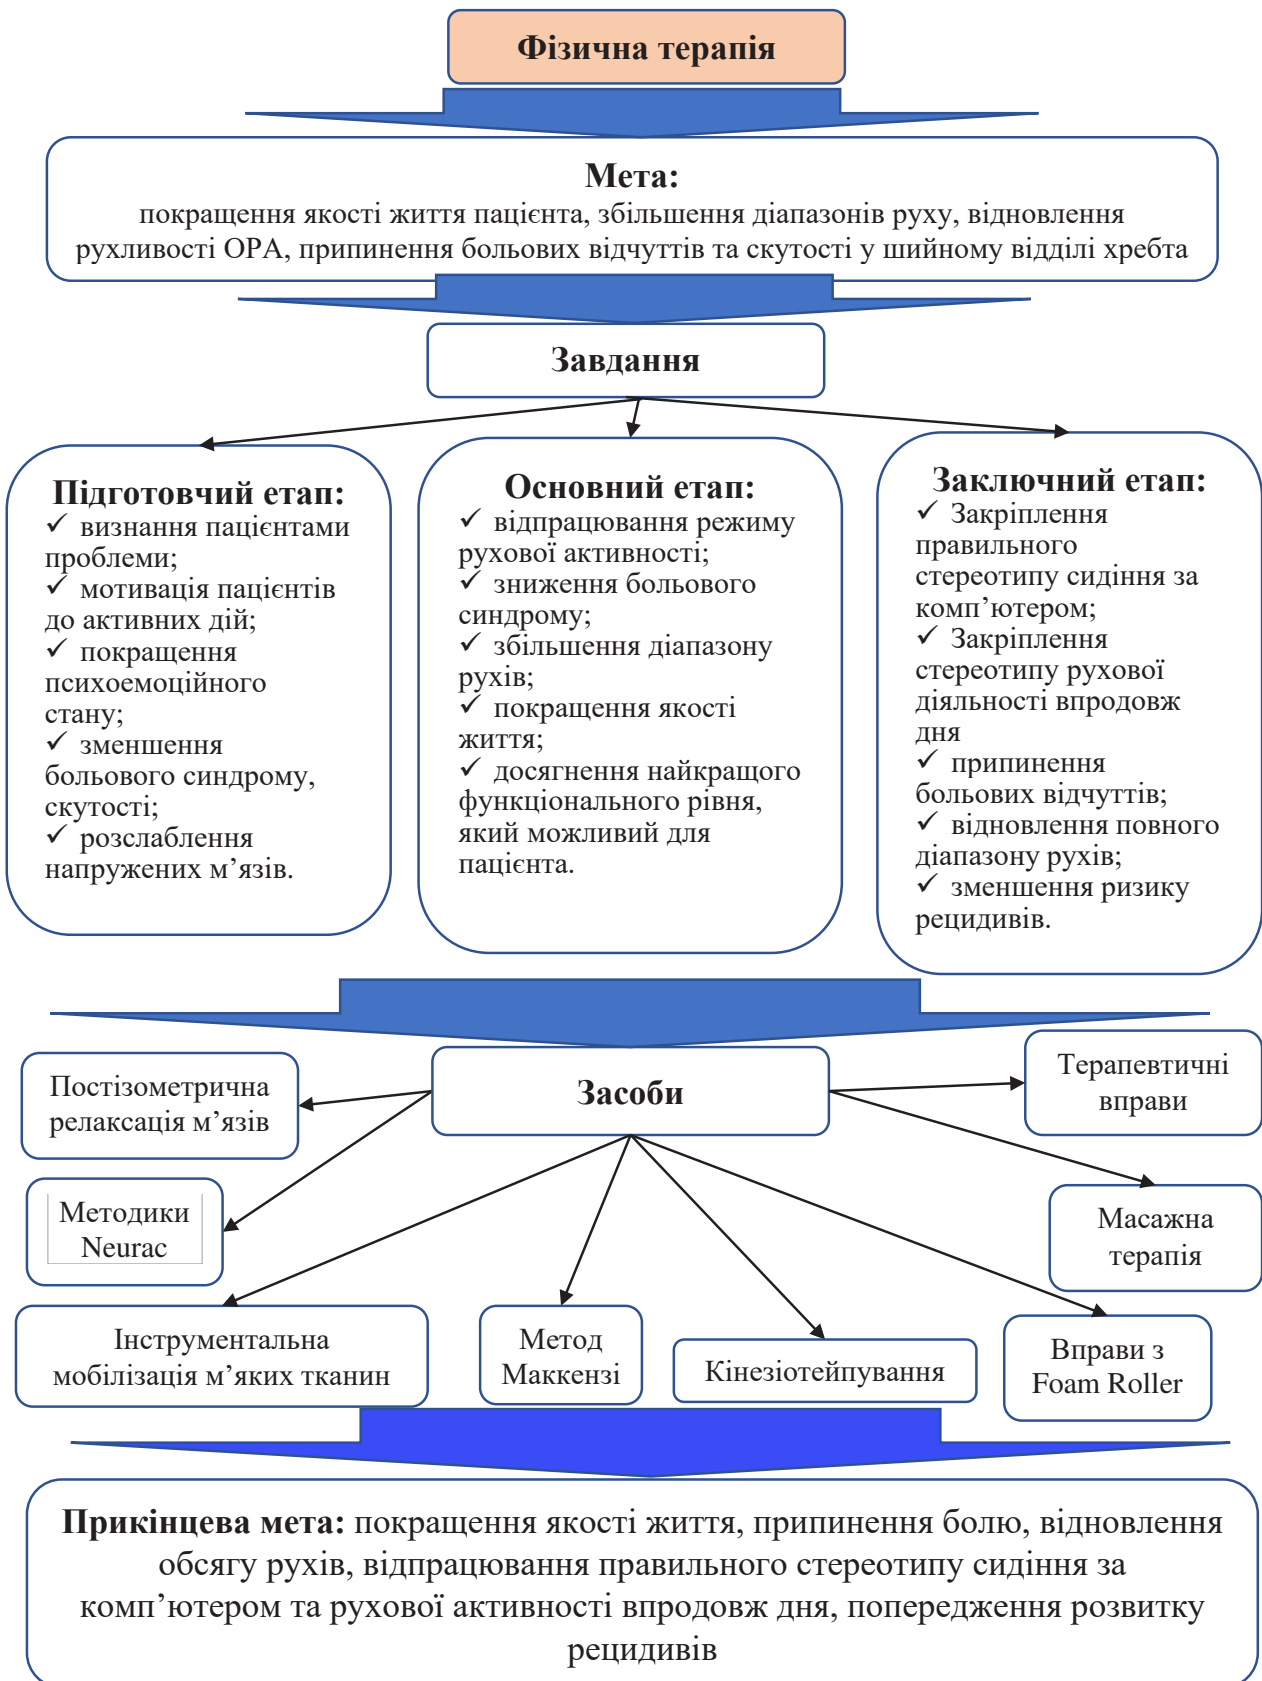 Фізична терапія
Мета:
покращення якості життя пацієнта, збільшення діапазонів руху, відновлення
рухливості ОРА, припинення больових відчуттів та скутості у шийному відділі хребта
Завдання
Підготовчий етап:
✓ визнання пацієнтами
проблеми;
✓ мотивація пацієнтів
до активних дій;
✓ покращення
психоемоційного
стану;
✓ зменшення
больового синдрому,
скутості;
✓ розслаблення
напружених м’язів.
Основний етап:
✓ відпрацювання режиму
рухової активності;
✓ зниження больового
синдрому;
✓ збільшення діапазону
рухів;
✓ покращення якості
життя;
✓ досягнення найкращого
функціонального рівня,
який можливий для
пацієнта.
Заключний етап:
✓ Закріплення
правильного
стереотипу сидіння за
комп’ютером;
✓ Закріплення
стереотипу рухової
діяльності впродовж
дня
✓ припинення
больових відчуттів;
✓ відновлення повного
діапазону рухів;
✓ зменшення ризику
рецидивів.
Засоби
Постізометрична
релаксація м’язів
Терапевтичні
вправи
Методики
Neurac
Масажна
терапія
Інструментальна
мобілізація м’яких тканин
Метод
Маккензі
Кінезіотейпування
Вправи з
Foam Roller
Прикінцева мета: покращення якості життя, припинення болю, відновлення
обсягу рухів, відпрацювання правильного стереотипу сидіння за
комп’ютером та рухової активності впродовж дня, попередження розвитку
рецидивів